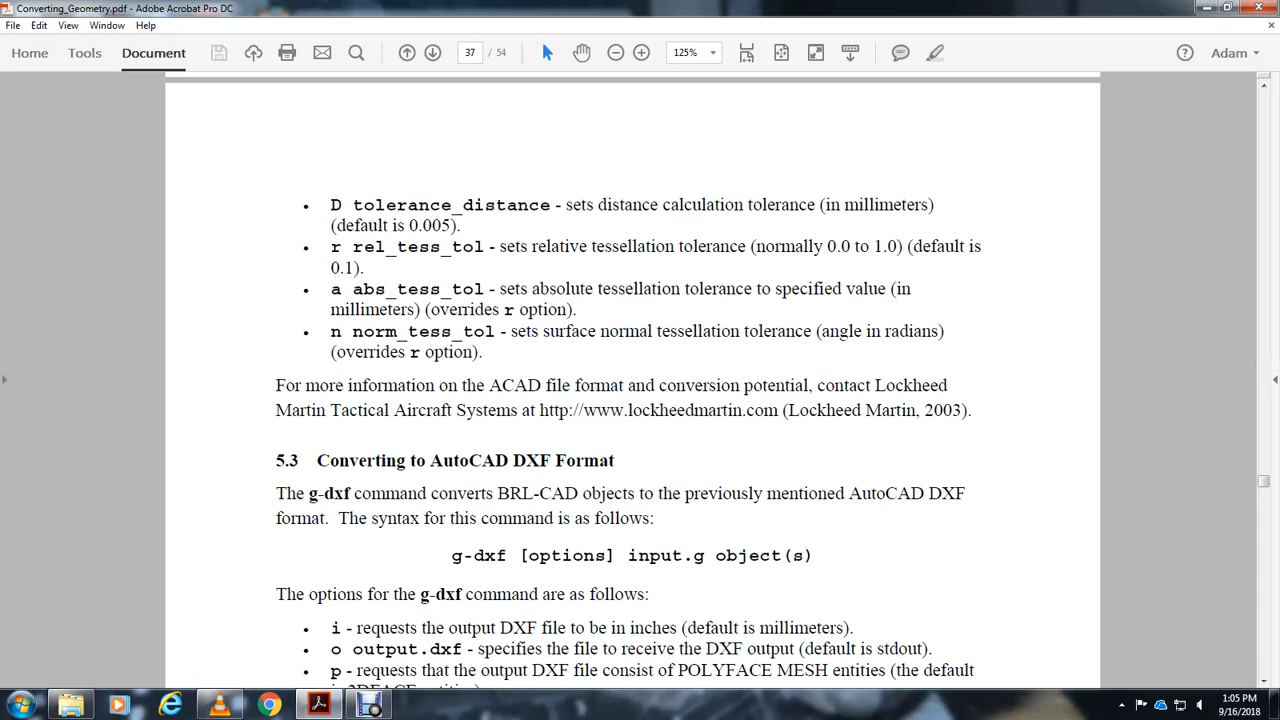 Converting_Geometry.pdf - Adobe Acrobat Pro DC
File Edit View Window Help
Home Tools Document 37 / 54 125% Adam
• D tolerance_distance - sets distance calculation tolerance (in millimeters)
(default is 0.005).
• r rel_tess_tol - sets relative tessellation tolerance (normally 0.0 to 1.0) (default is
0.1).
• a abs_tess_tol - sets absolute tessellation tolerance to specified value (in
millimeters) (overrides r option).
• n norm_tess_tol - sets surface normal tessellation tolerance (angle in radians)
(overrides r option).
For more information on the ACAD file format and conversion potential, contact Lockheed
Martin Tactical Aircraft Systems at http://www.lockheedmartin.com (Lockheed Martin, 2003).
5.3 Converting to AutoCAD DXF Format
The g-dxf command converts BRL-CAD objects to the previously mentioned AutoCAD DXF
format. The syntax for this command is as follows:
g-dxf [options] input.g object(s)
The options for the g-dxf command are as follows:
• i - requests the output DXF file to be in inches (default is millimeters).
• o output.dxf - specifies the file to receive the DXF output (default is stdout).
• p - requests that the output DXF file consist of POLYFACE MESH entities (the default
1:05 PM
9/16/2018